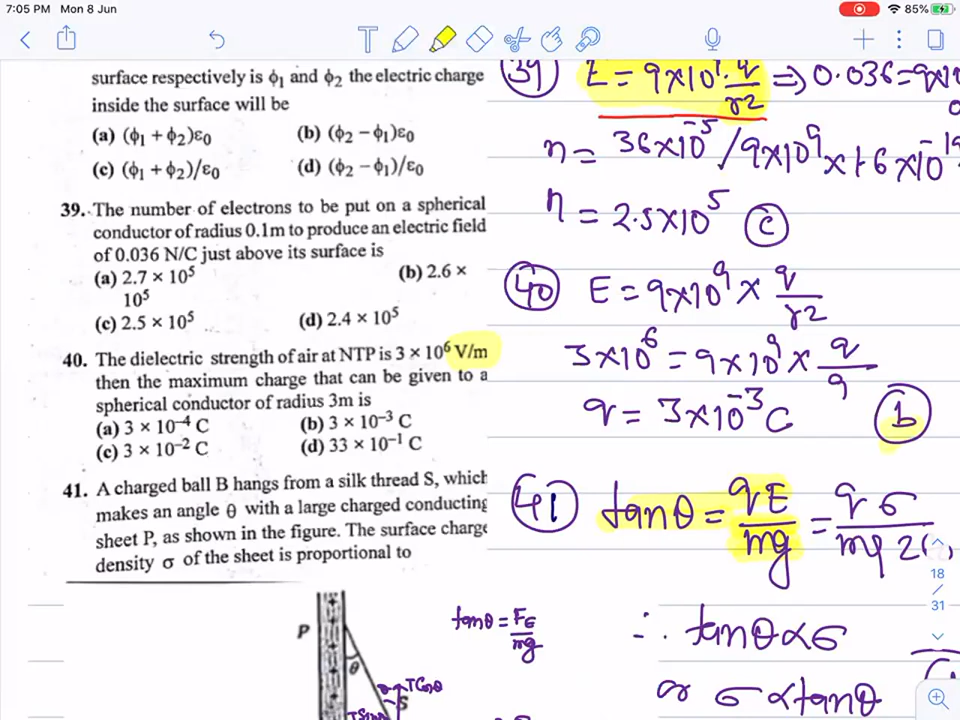 7:05 PM Mon 8 Jun
85%
T
surface respectively is ϕ₁ and ϕ₂ the electric charge
inside the surface will be
(a) (ϕ₁ + ϕ₂)ε₀ (b) (ϕ₂ − ϕ₁)ε₀
(c) (ϕ₁ + ϕ₂)/ε₀ (d) (ϕ₂ − ϕ₁)/ε₀
39. The number of electrons to be put on a spherical
conductor of radius 0.1m to produce an electric field
of 0.036 N/C just above its surface is
(a) 2.7 × 10⁵ (b) 2.6 ×
10⁵
(c) 2.5 × 10⁵ (d) 2.4 × 10⁵
40. The dielectric strength of air at NTP is 3 × 10⁶ V/m
then the maximum charge that can be given to a
spherical conductor of radius 3m is
(a) 3 × 10⁻⁴ C (b) 3 × 10⁻³ C
(c) 3 × 10⁻² C (d) 33 × 10⁻¹ C
41. A charged ball B hangs from a silk thread S, which
makes an angle θ with a large charged conducting
sheet P, as shown in the figure. The surface charge
density σ of the sheet is proportional to
P
θ
S
T Cosθ
tanθ = F_E/mg
39 E = 9×10⁹ · q/r2 ⇒ 0.036 =
n = 36×10⁻⁵ / 9×10⁹ × 1.6×10⁻¹⁹
n = 2.5×10⁵ (c)
40 E = 9×10⁹ × q/r2
3×10⁶ = 9×10⁹ × q/9
q = 3×10⁻³ C (b)
41 tanθ = qE/mg = qσ/mg 2
∴ tanθ ∝ σ
or σ ∝ tanθ
18
/
31